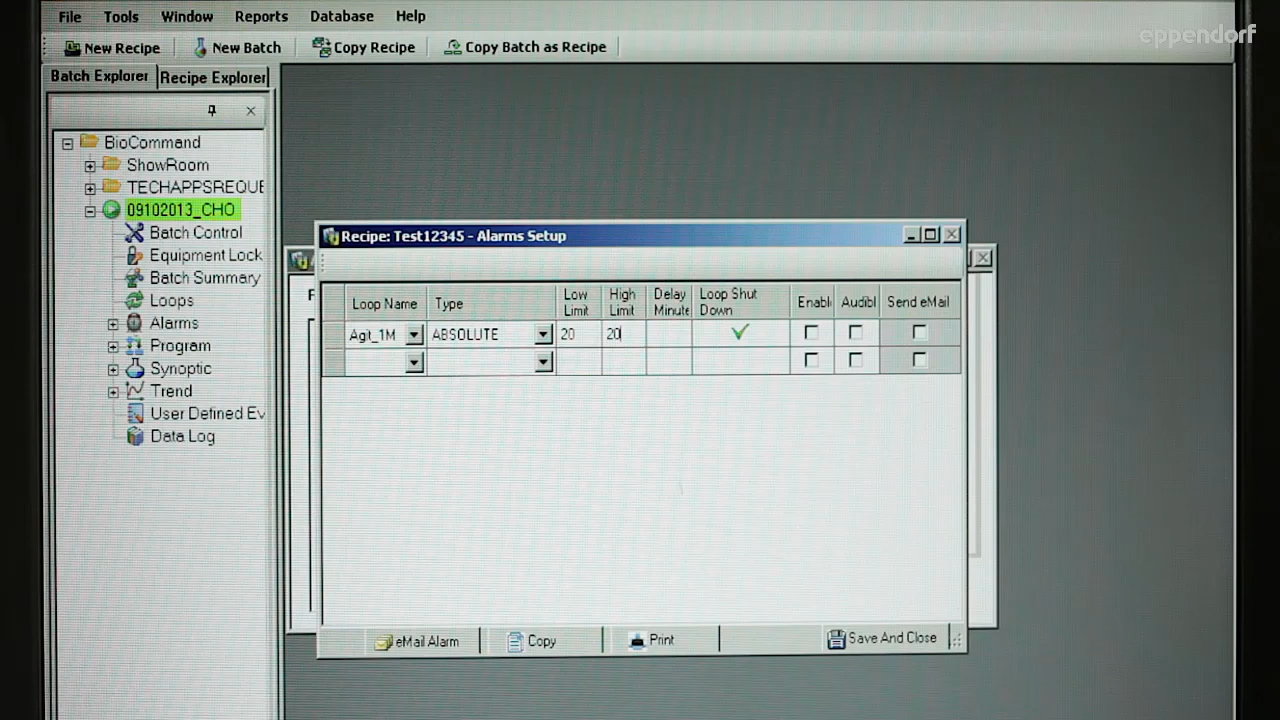 eppendorf
File Tools Window Reports Database Help
New Recipe New Batch Copy Recipe Copy Batch as Recipe
Batch Explorer Recipe Explorer
BioCommand
ShowRoom
TECHAPPSREQUE
09102013_CHO
Batch Control
Equipment Lock
Batch Summary
Loops
Alarms
Program
Synoptic
Trend
User Defined Ev
Data Log
Recipe: Test12345 - Alarms Setup
Loop Name Type Low Limit High Limit Delay Minute Loop Shut Down Enabl Audibl Send eMail
Agit_1M ABSOLUTE 20 20
eMail Alarm Copy Print Save And Close